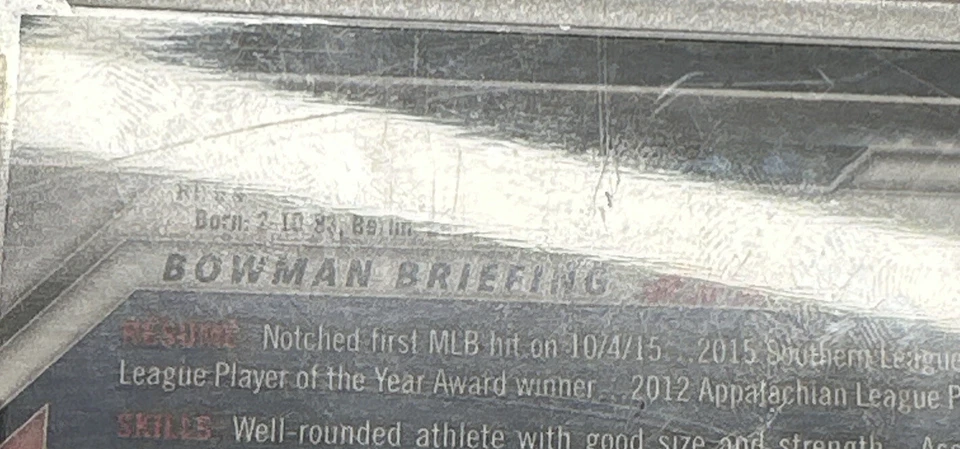 Born: 2-10-93, Berlin
BOWMAN BRIEFING
RESUME Notched first MLB hit on 10/4/15...2015 Southern League
League Player of the Year Award winner...2012 Appalachian League P
SKILLS Well-rounded athlete with good size and strength